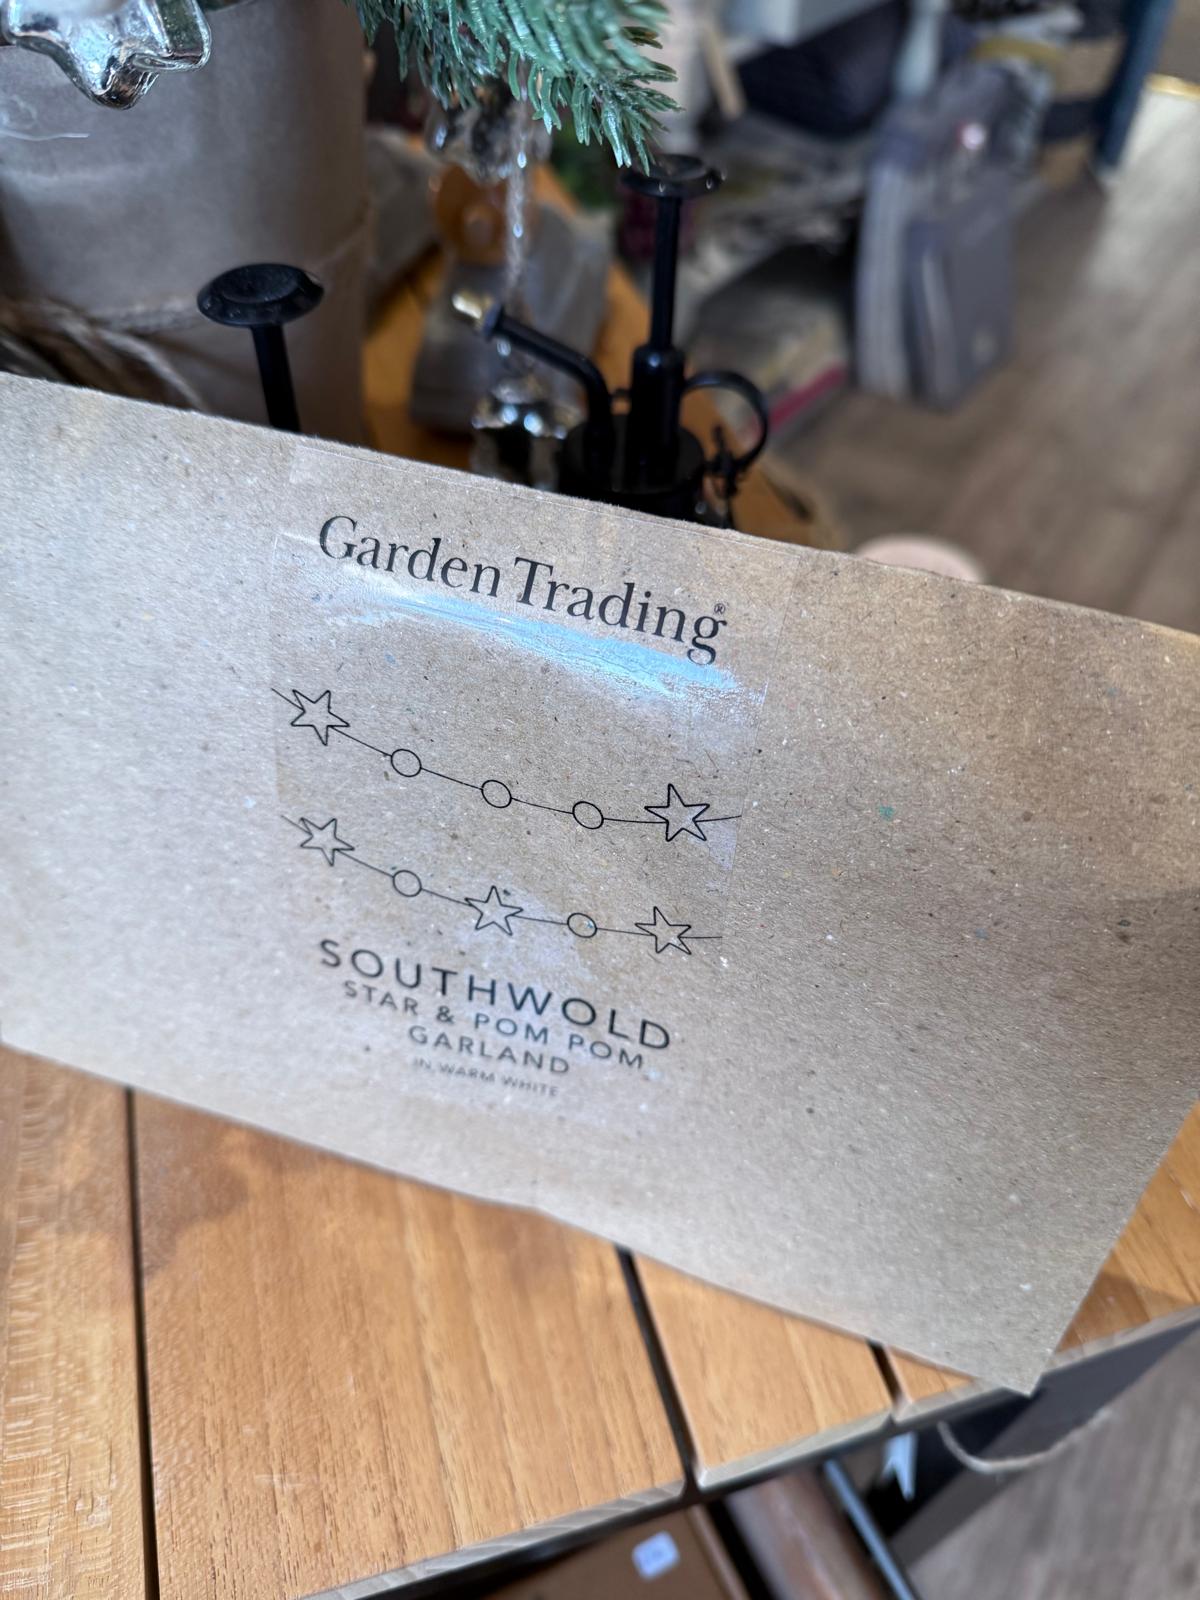 Garden Trading®
SOUTHWOLD
STAR & POM POM
GARLAND
IN WARM WHITE